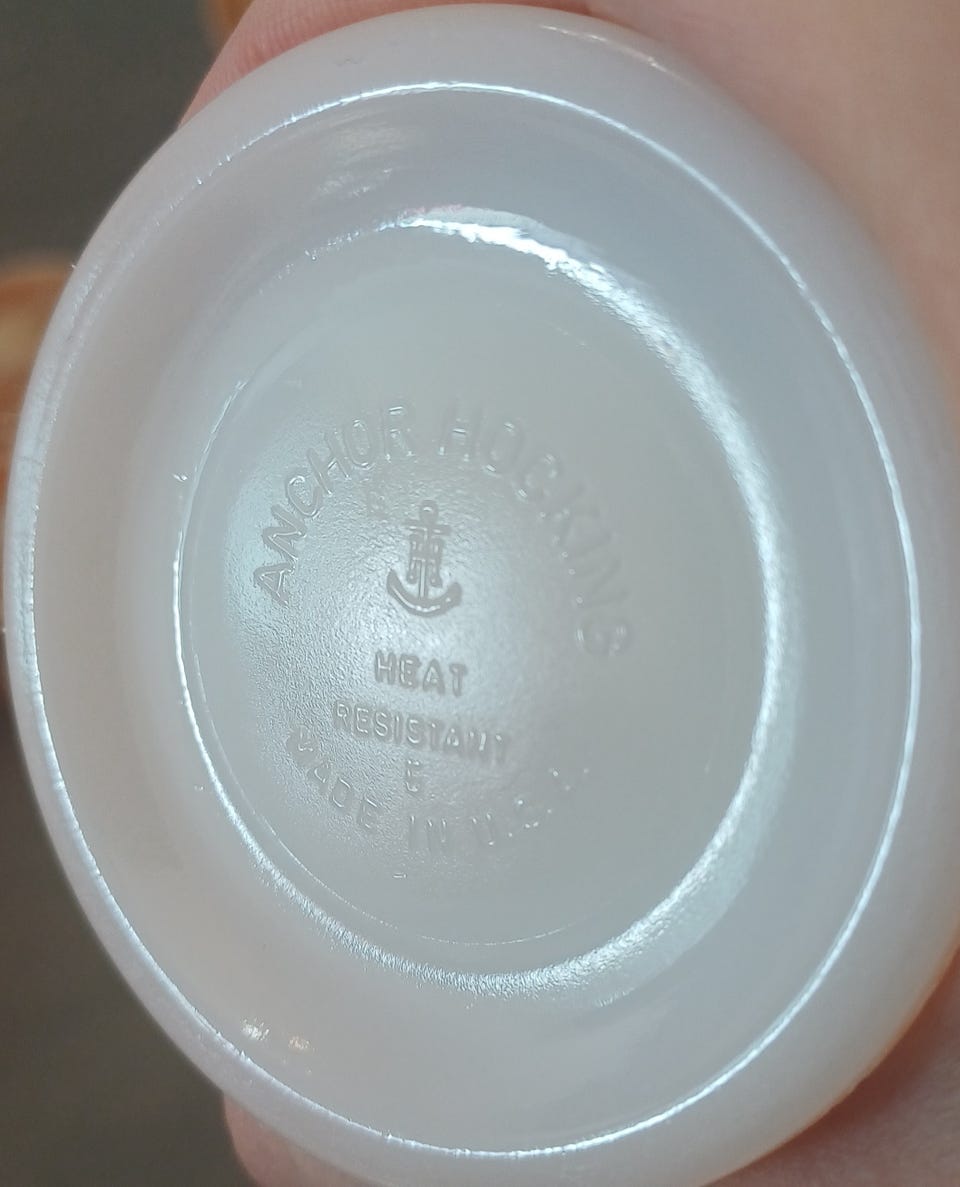 ANCHOR HOCKING
HEAT
RESISTANT
5
MADE IN U.S.A.